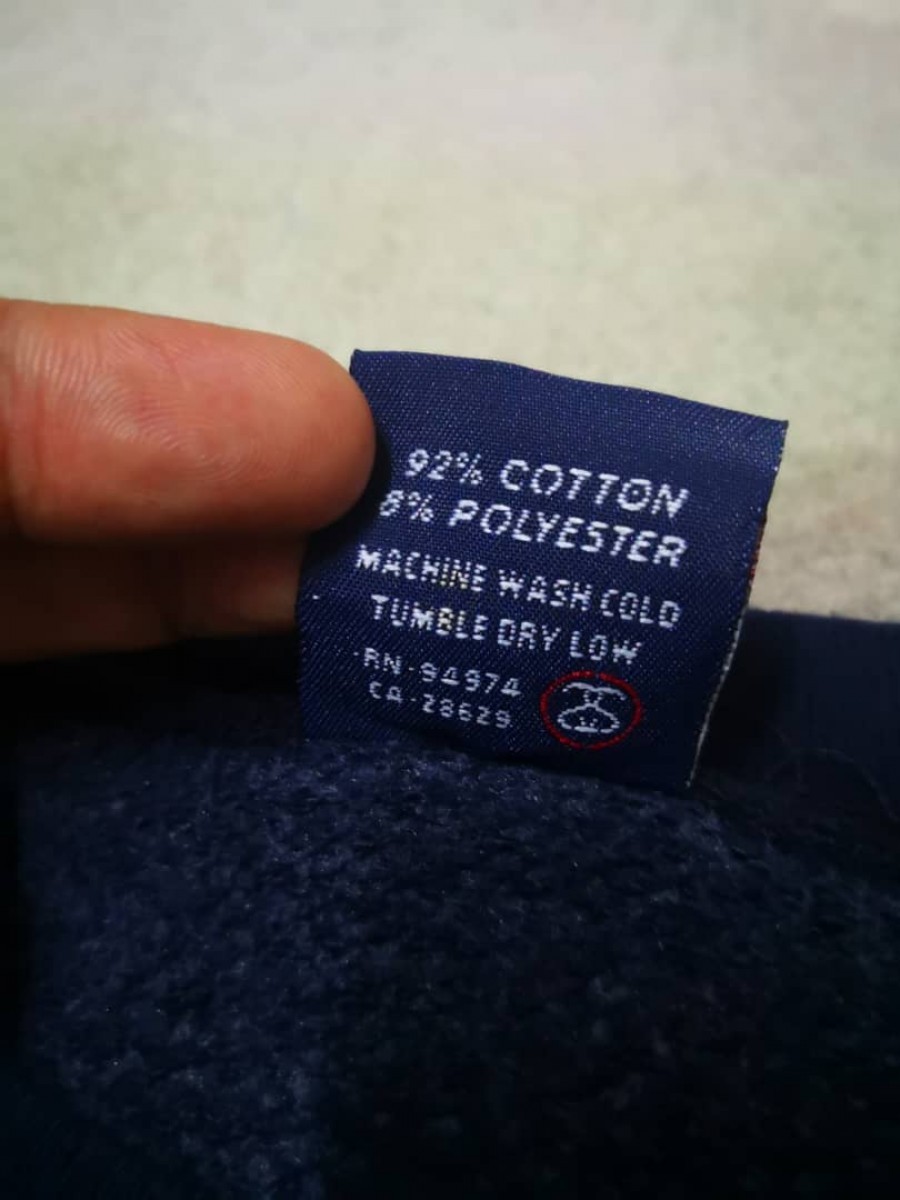 92% COTTON
8% POLYESTER
MACHINE WASH COLD
TUMBLE DRY LOW
RN-94974
CA-28629